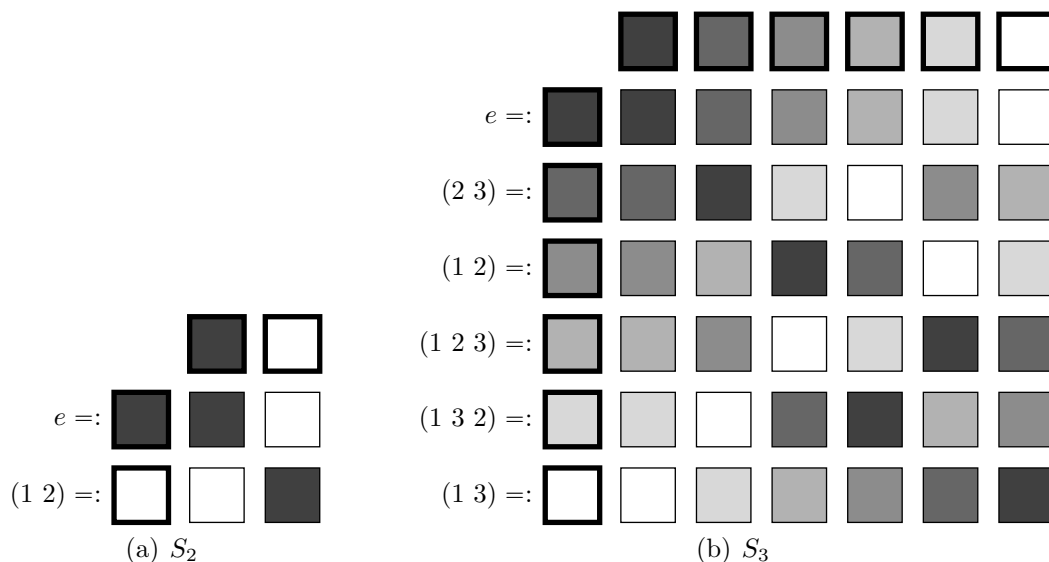 e =:
(1 2) =:
(a) S₂
e =:
(2 3) =:
(1 2) =:
(1 2 3) =:
(1 3 2) =:
(1 3) =:
(b) S₃